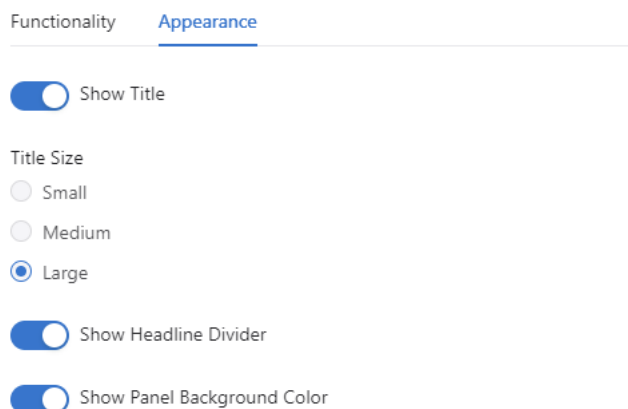 Functionality Appearance
Show Title
Title Size
Small
Medium
Large
Show Headline Divider
Show Panel Background Color